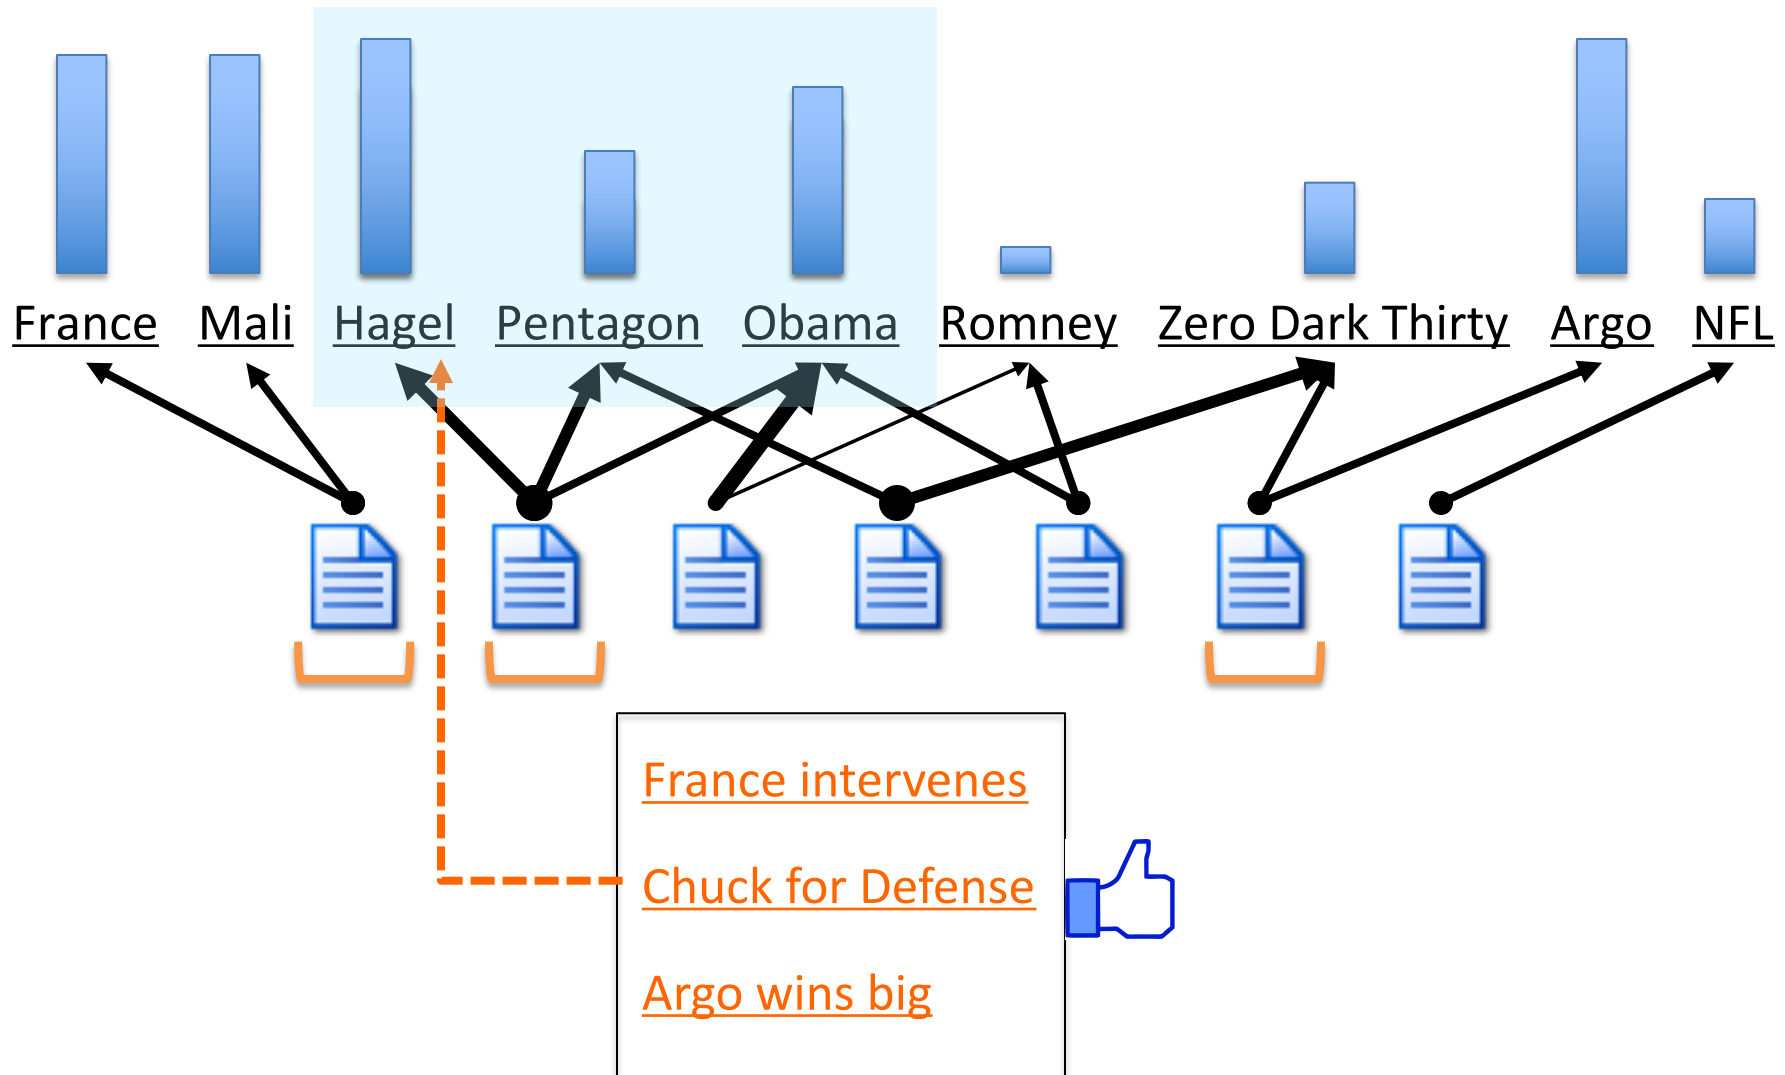 France Mali Hagel Pentagon Obama Romney Zero Dark Thirty Argo NFL
France intervenes
Chuck for Defense
Argo wins big